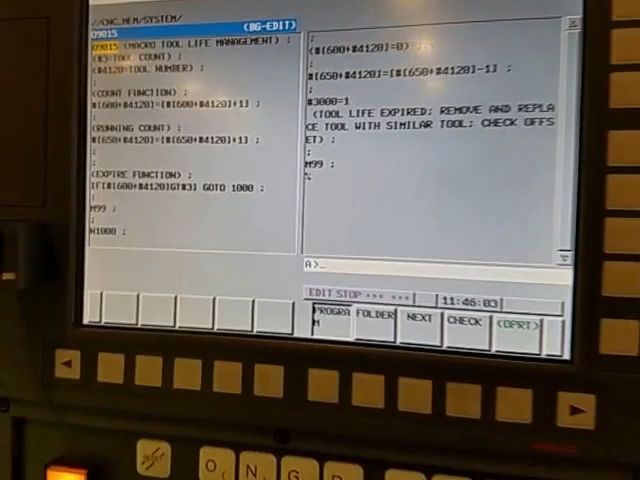 //CNC_MEM/SYSTEM/
O9015 (BG-EDIT)
O9015 (MACRO TOOL LIFE MANAGEMENT) ;
(#3=TOOL COUNT) ;
(#4120=TOOL NUMBER) ;
;
(COUNT FUNCTION) ;
#[600+#4120]=[#[600+#4120]+1] ;
;
(RUNNING COUNT) ;
#[650+#4120]=[#[650+#4120]+1] ;
;
(EXPIRE FUNCTION) ;
IF[#[600+#4120]GT#3] GOTO 1000 ;
;
M99 ;
;
N1000 ;
;
(#[600+#4120]=0)
;
#[650+#4120]=[#[650+#4120]-1] ;
;
#3000=1
(TOOL LIFE EXPIRED; REMOVE AND REPLA
CE TOOL WITH SIMILAR TOOL; CHECK OFFS
ET) ;
;
M99 ;
%
A>_
EDIT STOP *** ***
11:46:03
PROGRA
M
FOLDER
NEXT
CHECK
(OPRT)
O N G